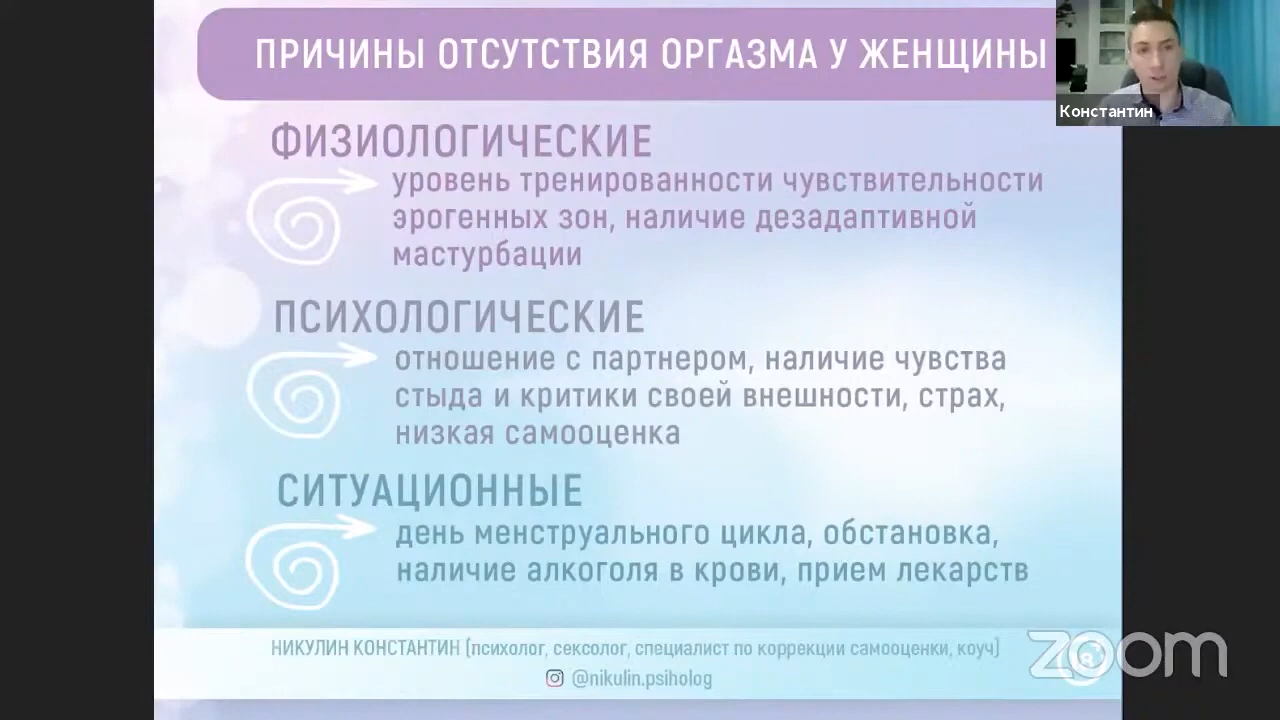 ПРИЧИНЫ ОТСУТСТВИЯ ОРГАЗМА У ЖЕНЩИНЫ
Константин
ФИЗИОЛОГИЧЕСКИЕ
уровень тренированности чувствительности
эрогенных зон, наличие дезадаптивной
мастурбации
ПСИХОЛОГИЧЕСКИЕ
отношение с партнером, наличие чувства
стыда и критики своей внешности, страх,
низкая самооценка
СИТУАЦИОННЫЕ
день менструального цикла, обстановка,
наличие алкоголя в крови, прием лекарств
НИКУЛИН КОНСТАНТИН (психолог, сексолог, специалист по коррекции самооценки, коуч)
@nikulin.psiholog
zoom